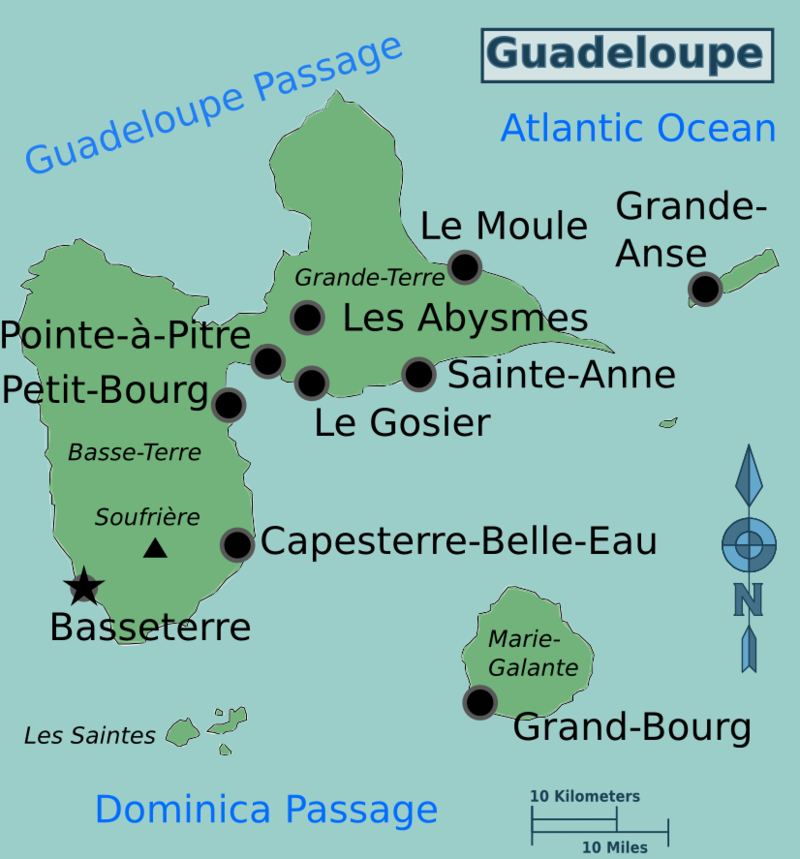 Guadeloupe
Guadeloupe Passage
Atlantic Ocean
Grande-
Anse
Le Moule
Grande-Terre
Les Abysmes
Pointe-à-Pitre
Sainte-Anne
Petit-Bourg
Le Gosier
Basse-Terre
Soufrière
Capesterre-Belle-Eau
N
Basseterre
Marie-
Galante
Grand-Bourg
Les Saintes
Dominica Passage
10 Kilometers
10 Miles